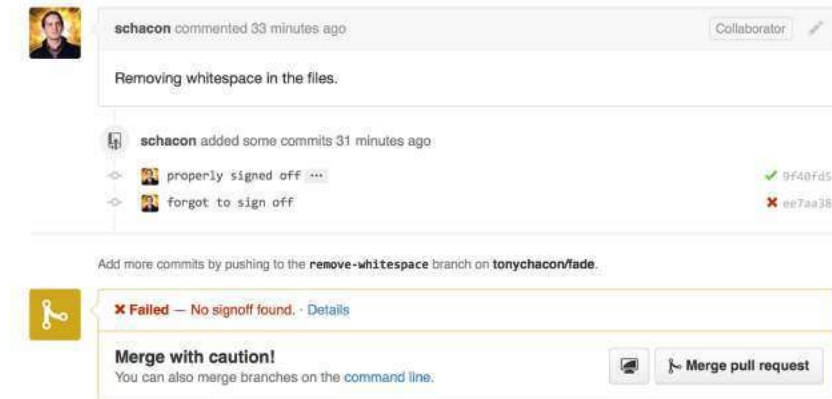 schacon commented 33 minutes ago Collaborator
Removing whitespace in the files.
schacon added some commits 31 minutes ago
properly signed off ··· 9f40fd5
forgot to sign off ee7aa38
Add more commits by pushing to the remove-whitespace branch on tonychacon/fade.
Failed — No signoff found. · Details
Merge with caution!
You can also merge branches on the command line.
Merge pull request